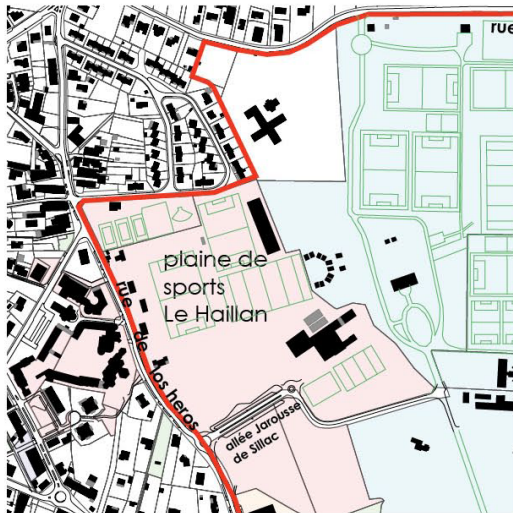 rue
plaine de
sports
Le Haillan
rue de los heros
allée Jarousse
de Sillac